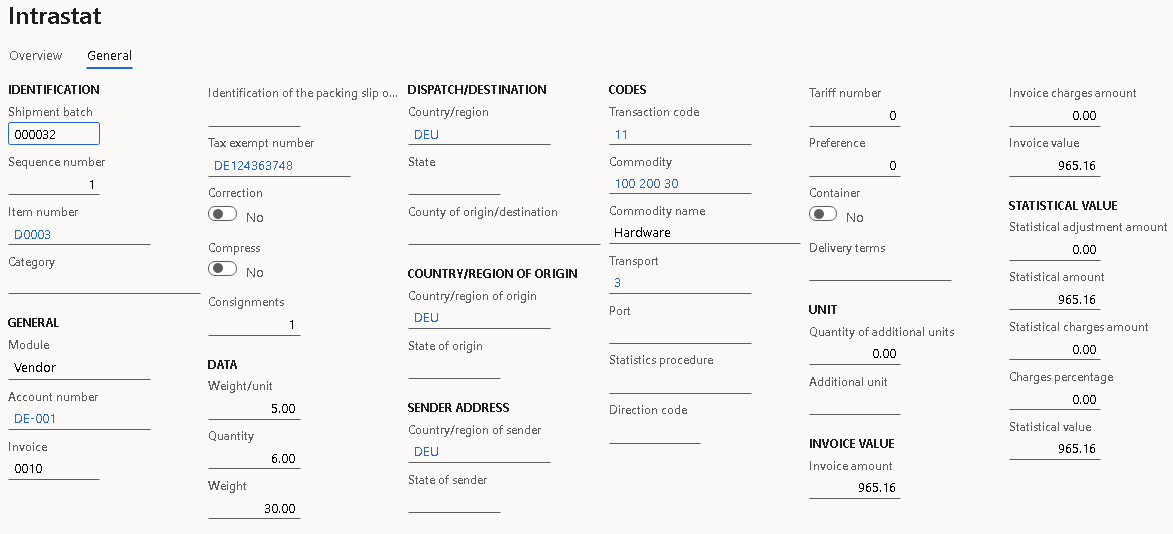 Intrastat
Overview
General
IDENTIFICATION
Shipment batch
000032
Sequence number
1
Item number
D0003
Category
GENERAL
Module
Vendor
Account number
DE-001
Invoice
0010
Identification of the packing slip o...
Tax exempt number
DE124363748
Correction
No
Compress
No
Consignments
1
DATA
Weight/unit
5.00
Quantity
6.00
Weight
30.00
DISPATCH/DESTINATION
Country/region
DEU
State
County of origin/destination
COUNTRY/REGION OF ORIGIN
Country/region of origin
DEU
State of origin
SENDER ADDRESS
Country/region of sender
DEU
State of sender
CODES
Transaction code
11
Commodity
100 200 30
Commodity name
Hardware
Transport
3
Port
Statistics procedure
Direction code
Tariff number
0
Preference
0
Container
No
Delivery terms
UNIT
Quantity of additional units
0.00
Additional unit
INVOICE VALUE
Invoice amount
965.16
Invoice charges amount
0.00
Invoice value
965.16
STATISTICAL VALUE
Statistical adjustment amount
0.00
Statistical amount
965.16
Statistical charges amount
0.00
Charges percentage
0.00
Statistical value
965.16